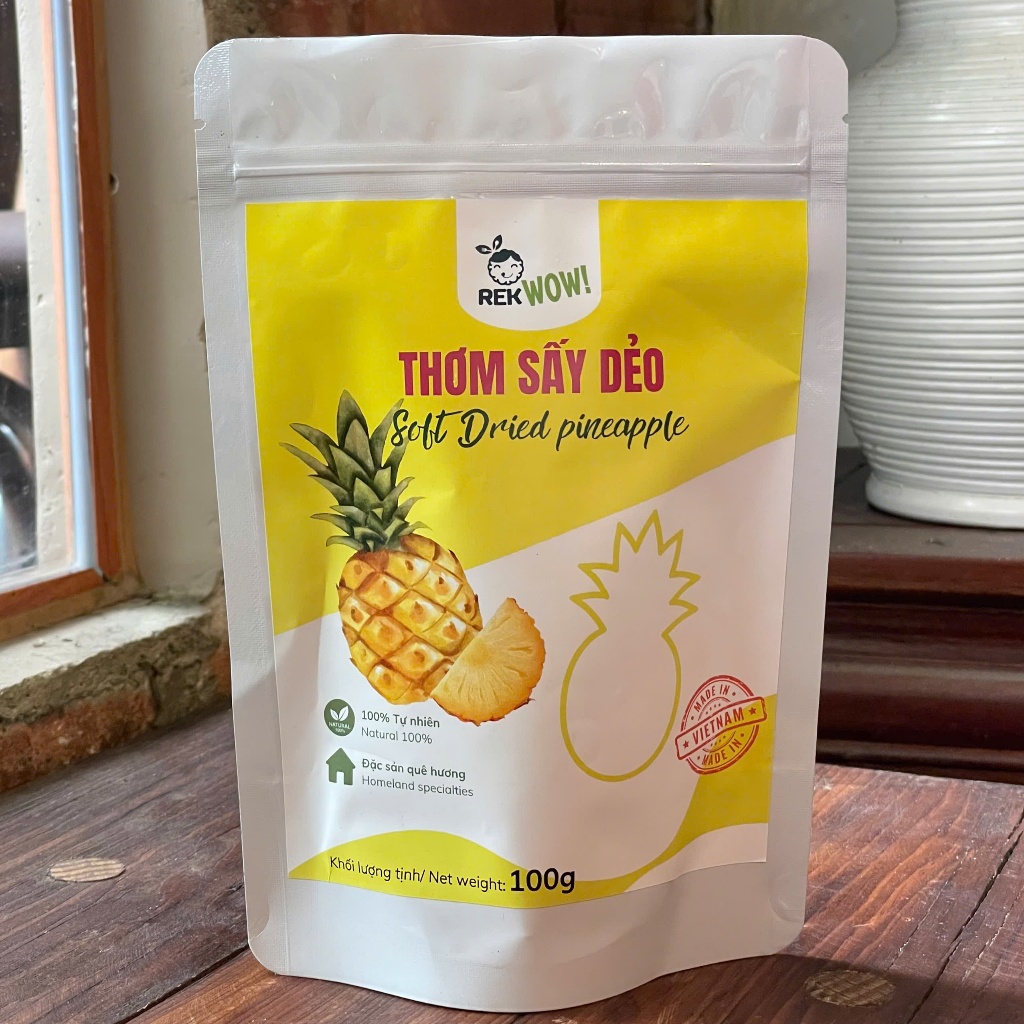 REK WOW!
THƠM SẤY DẺO
Soft Dried pineapple
MADE IN
VIETNAM
MADE IN
NATURAL
100%
100% Tự nhiên
Natural 100%
Đặc sản quê hương
Homeland specialties
Khối lượng tịnh/ Net weight: 100g